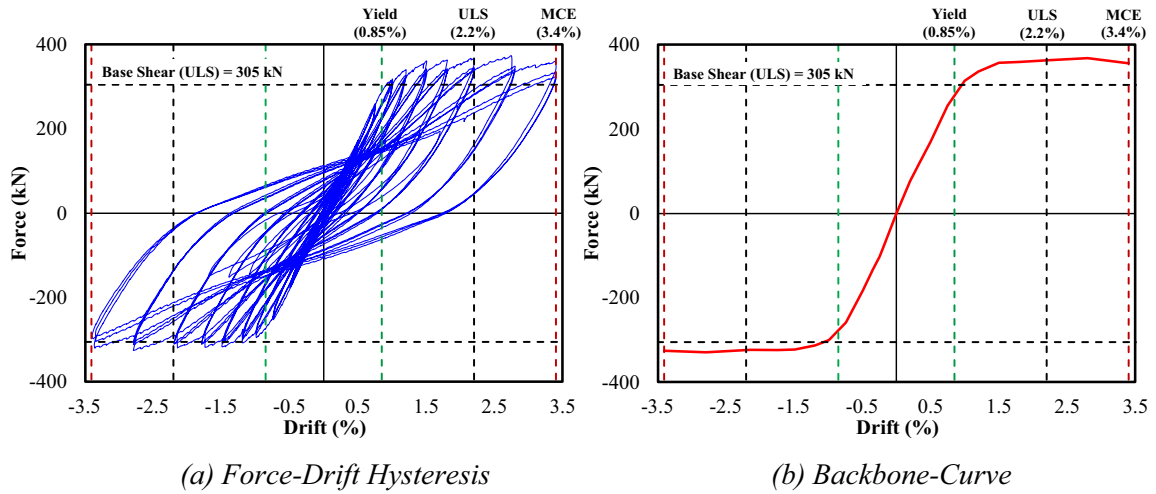 Yield ULS MCE
(0.85%) (2.2%) (3.4%)
400
200
0
-200
-400
Force (kN)
Base Shear (ULS) = 305 kN
-3.5 -2.5 -1.5 -0.5 0.5 1.5 2.5 3.5
Drift (%)
(a) Force-Drift Hysteresis
Yield ULS MCE
(0.85%) (2.2%) (3.4%)
400
200
0
-200
-400
Force (kN)
Base Shear (ULS) = 305 kN
-3.5 -2.5 -1.5 -0.5 0.5 1.5 2.5 3.5
Drift (%)
(b) Backbone-Curve